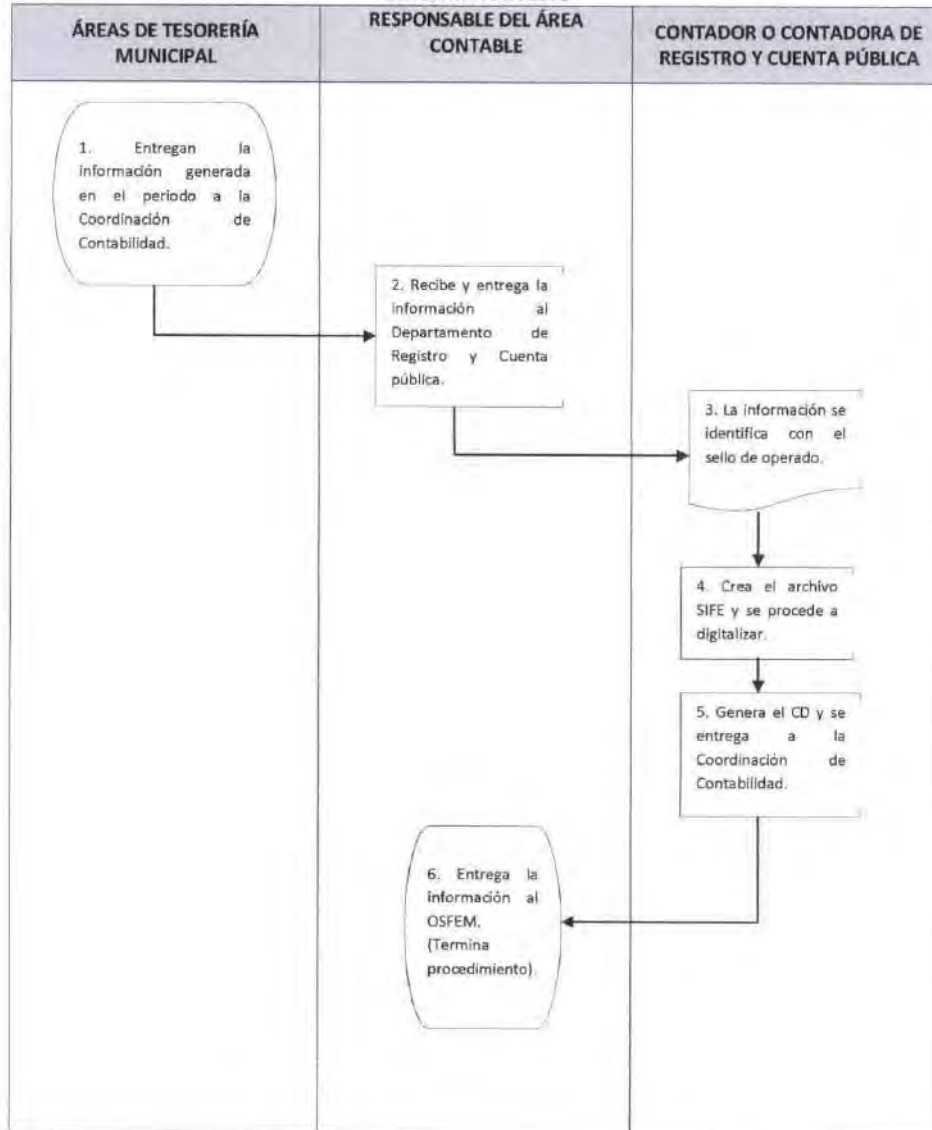 ÁREAS DE TESORERÍA
MUNICIPAL
RESPONSABLE DEL ÁREA
CONTABLE
CONTADOR O CONTADORA DE
REGISTRO Y CUENTA PÚBLICA
1. Entregan la
información generada
en el periodo a la
Coordinación de
Contabilidad.
2. Recibe y entrega la
información al
Departamento de
Registro y Cuenta
pública.
3. La información se
identifica con el
sello de operado.
4. Crea el archivo
SIFE y se procede a
digitalizar.
5. Genera el CD y se
entrega a la
Coordinación de
Contabilidad.
6. Entrega la
información al
OSFEM.
(Termina
procedimiento)